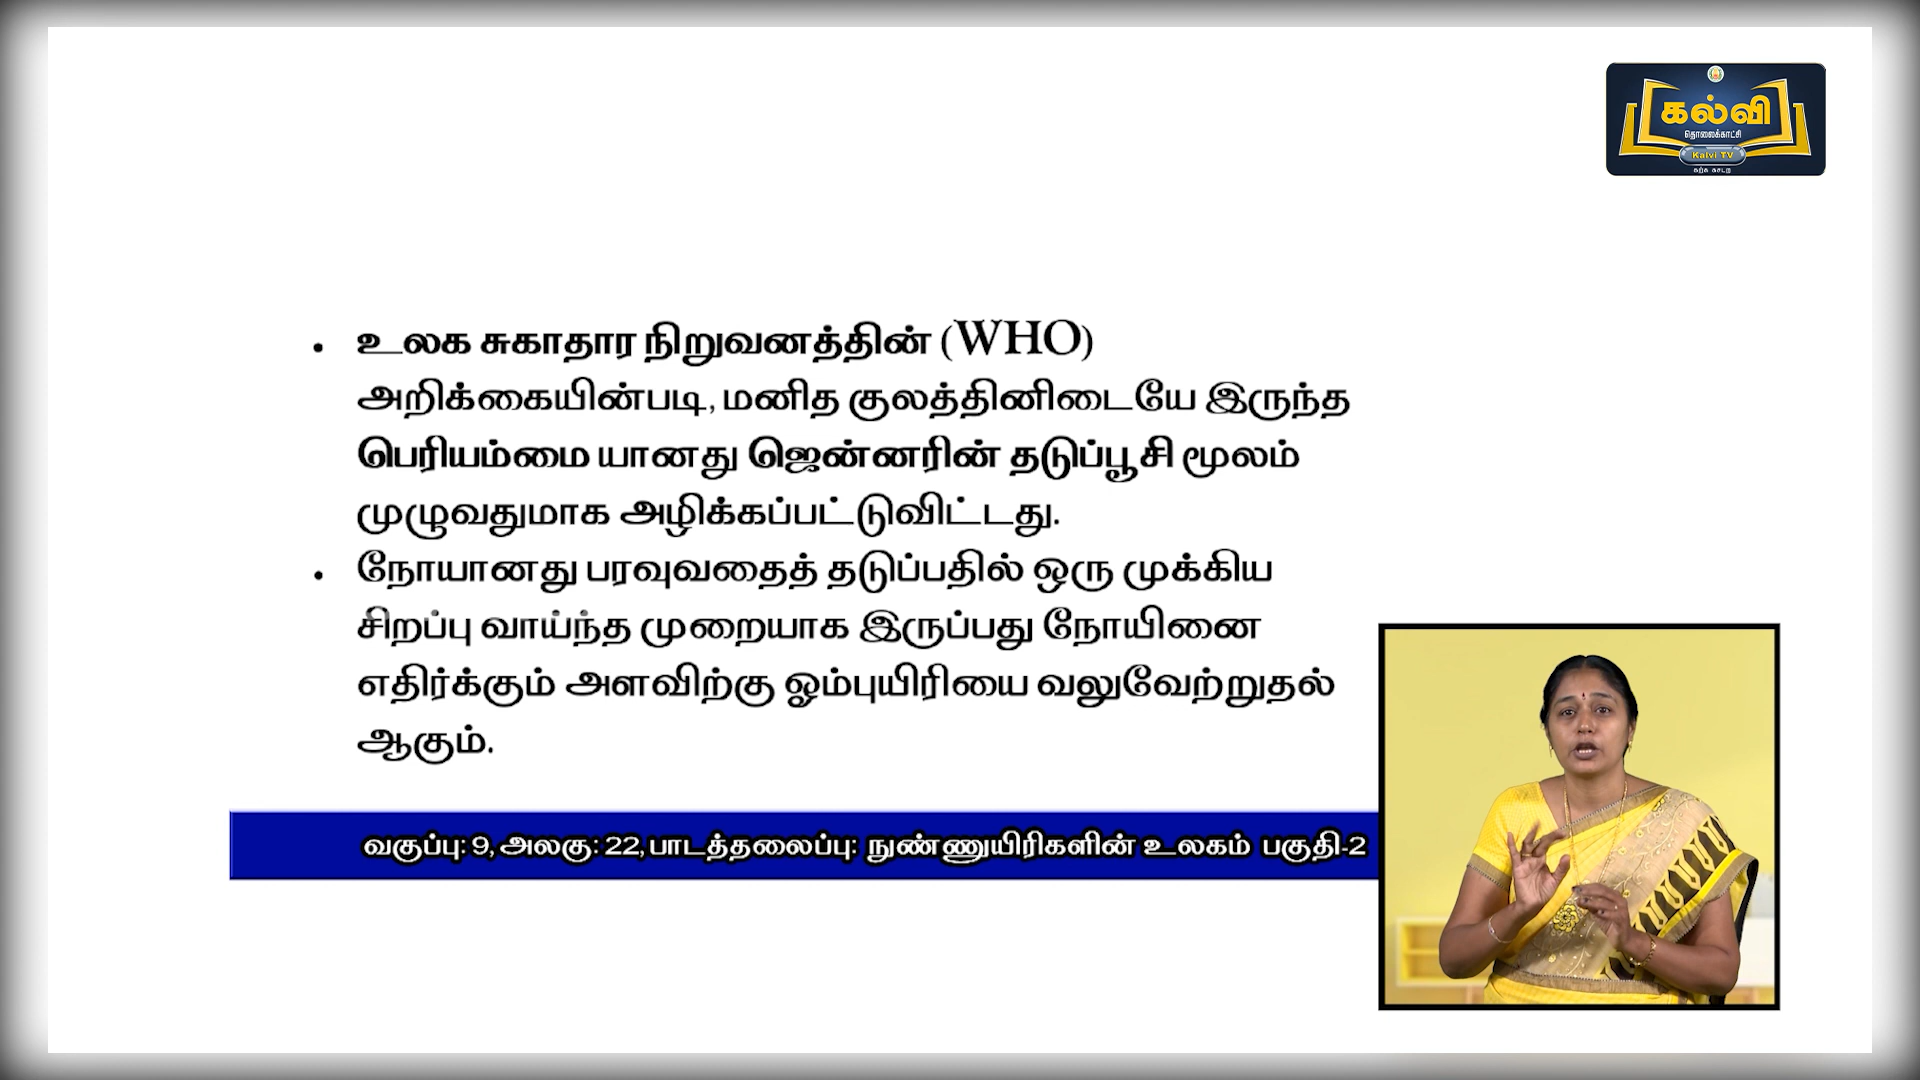 கல்வி
தொலைக்காட்சி
Kalvi TV
கற்க கசடற
• உலக சுகாதார நிறுவனத்தின் (WHO)
அறிக்கையின்படி, மனித குலத்தினிடையே இருந்த
பெரியம்மை யானது ஜென்னரின் தடுப்பூசி மூலம்
முழுவதுமாக அழிக்கப்பட்டுவிட்டது.
• நோயானது பரவுவதைத் தடுப்பதில் ஒரு முக்கிய
சிறப்பு வாய்ந்த முறையாக இருப்பது நோயினை
எதிர்க்கும் அளவிற்கு ஓம்புயிரியை வலுவேற்றுதல்
ஆகும்.
வகுப்பு: 9, அலகு: 22, பாடத்தலைப்பு: நுண்ணுயிரிகளின் உலகம் பகுதி-2